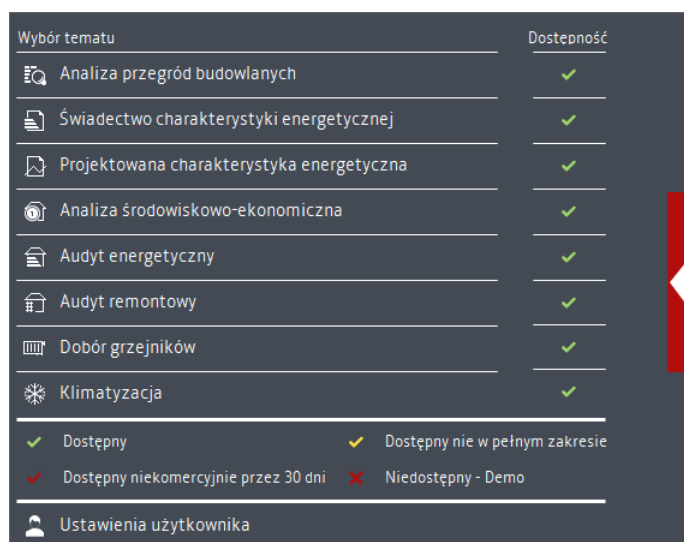 Wybór tematu Dostępność
Analiza przegród budowlanych
Świadectwo charakterystyki energetycznej
Projektowana charakterystyka energetyczna
Analiza środowiskowo-ekonomiczna
Audyt energetyczny
Audyt remontowy
Dobór grzejników
Klimatyzacja
Dostępny Dostępny nie w pełnym zakresie
Dostępny niekomercyjnie przez 30 dni Niedostępny - Demo
Ustawienia użytkownika